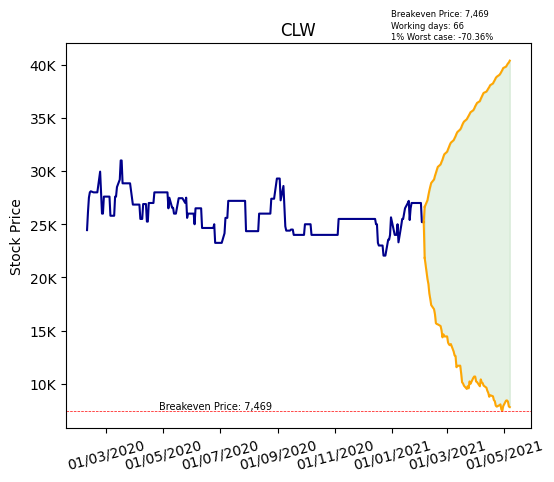 Breakeven Price: 7,469
Working days: 66
1% Worst case: -70.36%
CLW
Stock Price
40K
35K
30K
25K
20K
15K
10K
Breakeven Price: 7,469
01/03/2020 01/05/2020 01/07/2020 01/09/2020 01/11/2020 01/01/2021 01/03/2021 01/05/2021